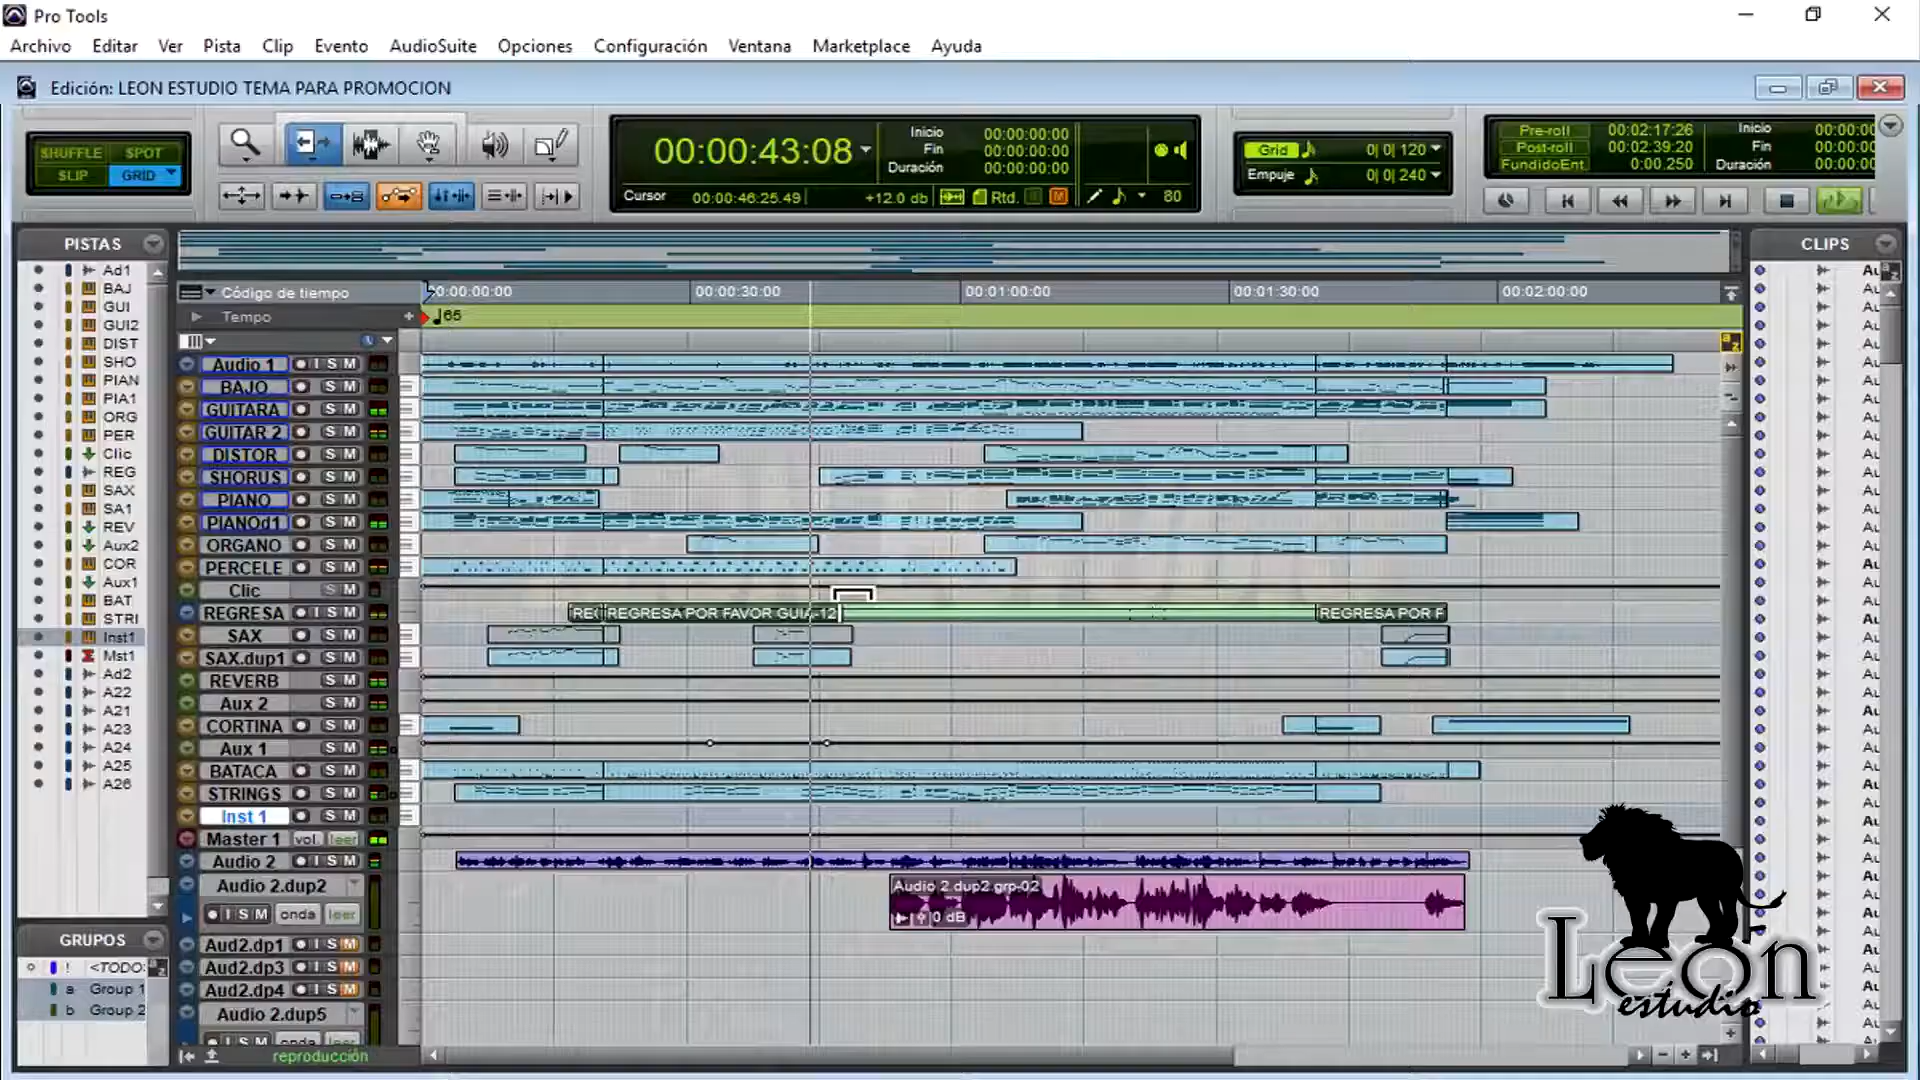 Pro Tools
Archivo Editar Ver Pista Clip Evento AudioSuite Opciones Configuración Ventana Marketplace Ayuda
Edición: LEON ESTUDIO TEMA PARA PROMOCION
SHUFFLE SPOT
SLIP GRID
00:00:43:08
Inicio 00:00:00:00
Fin 00:00:00:00
Duración 00:00:00:00
Cursor 00:00:46:25.49 +12.0 db Rtd. M 80
Grid 0| 0| 120
Empuje 0| 0| 240
Pre-roll 00:02:17:26
Post-roll 00:02:39:20
FundidoEnt 0:00.250
Inicio
Fin
Duración
PISTAS
Ad1
BAJ
GUI
GUI2
DIST
SHO
PIAN
PIA1
ORG
PER
Clic
REG
SAX
SA1
REV
Aux2
COR
Aux1
BAT
STRI
Inst1
Mst1
Ad2
A22
A21
A23
A24
A25
A26
GRUPOS
! <TODO:
a Group 1
b Group 2
Código de tiempo 0:00:00:00 00:00:30:00 00:01:00:00 00:01:30:00 00:02:00:00
Tempo 65
Audio 1 I S M
BAJO S M
GUITARA S M
GUITAR 2 S M
DISTOR S M
SHORUS S M
PIANO S M
PIANOd1 S M
ORGANO S M
PERCELE S M
Clic S M
REGRESA I S M REG REGRESA POR FAVOR GUIA-12 REGRESA POR F
SAX S M
SAX.dup1 S M
REVERB S M
Aux 2 S M
CORTINA S M
Aux 1 S M
BATACA S M
STRINGS S M
Inst 1 S M
Master 1 vol. leer
Audio 2 I S M
Audio 2.dup2 Audio 2.dup2.grp-02
I S M onda leer 0 dB
Aud2.dp1 I S M
Aud2.dp3 I S M
Aud2.dp4 I S M
Audio 2.dup5
I S M onda leer
reproducción
CLIPS
Leon
estudio